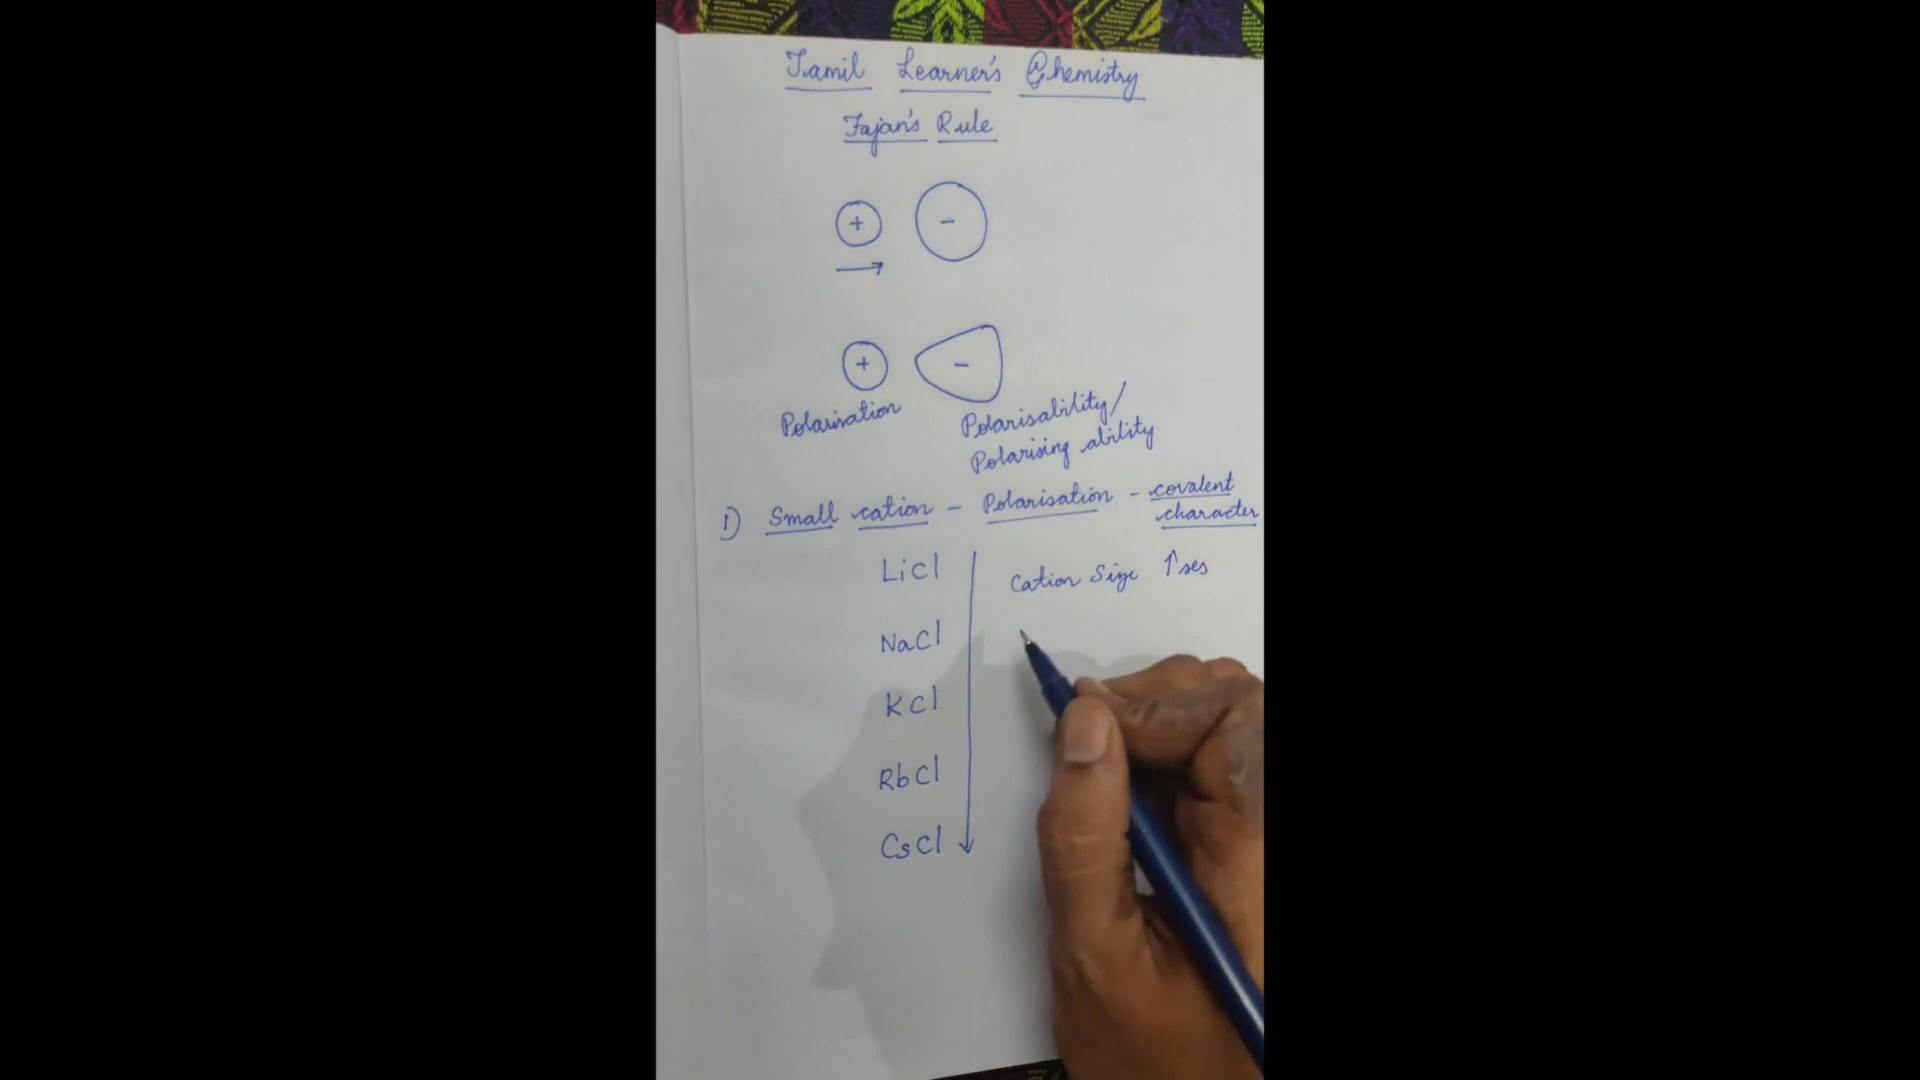 Tamil Learner's Chemistry
Fajan's Rule
+ -
→
+ -
Polarisation
Polarisability/
Polarising ability
1) Small cation - Polarisation - covalent
character
LiCl
Cation Size ↑ses
NaCl
KCl
RbCl
CsCl